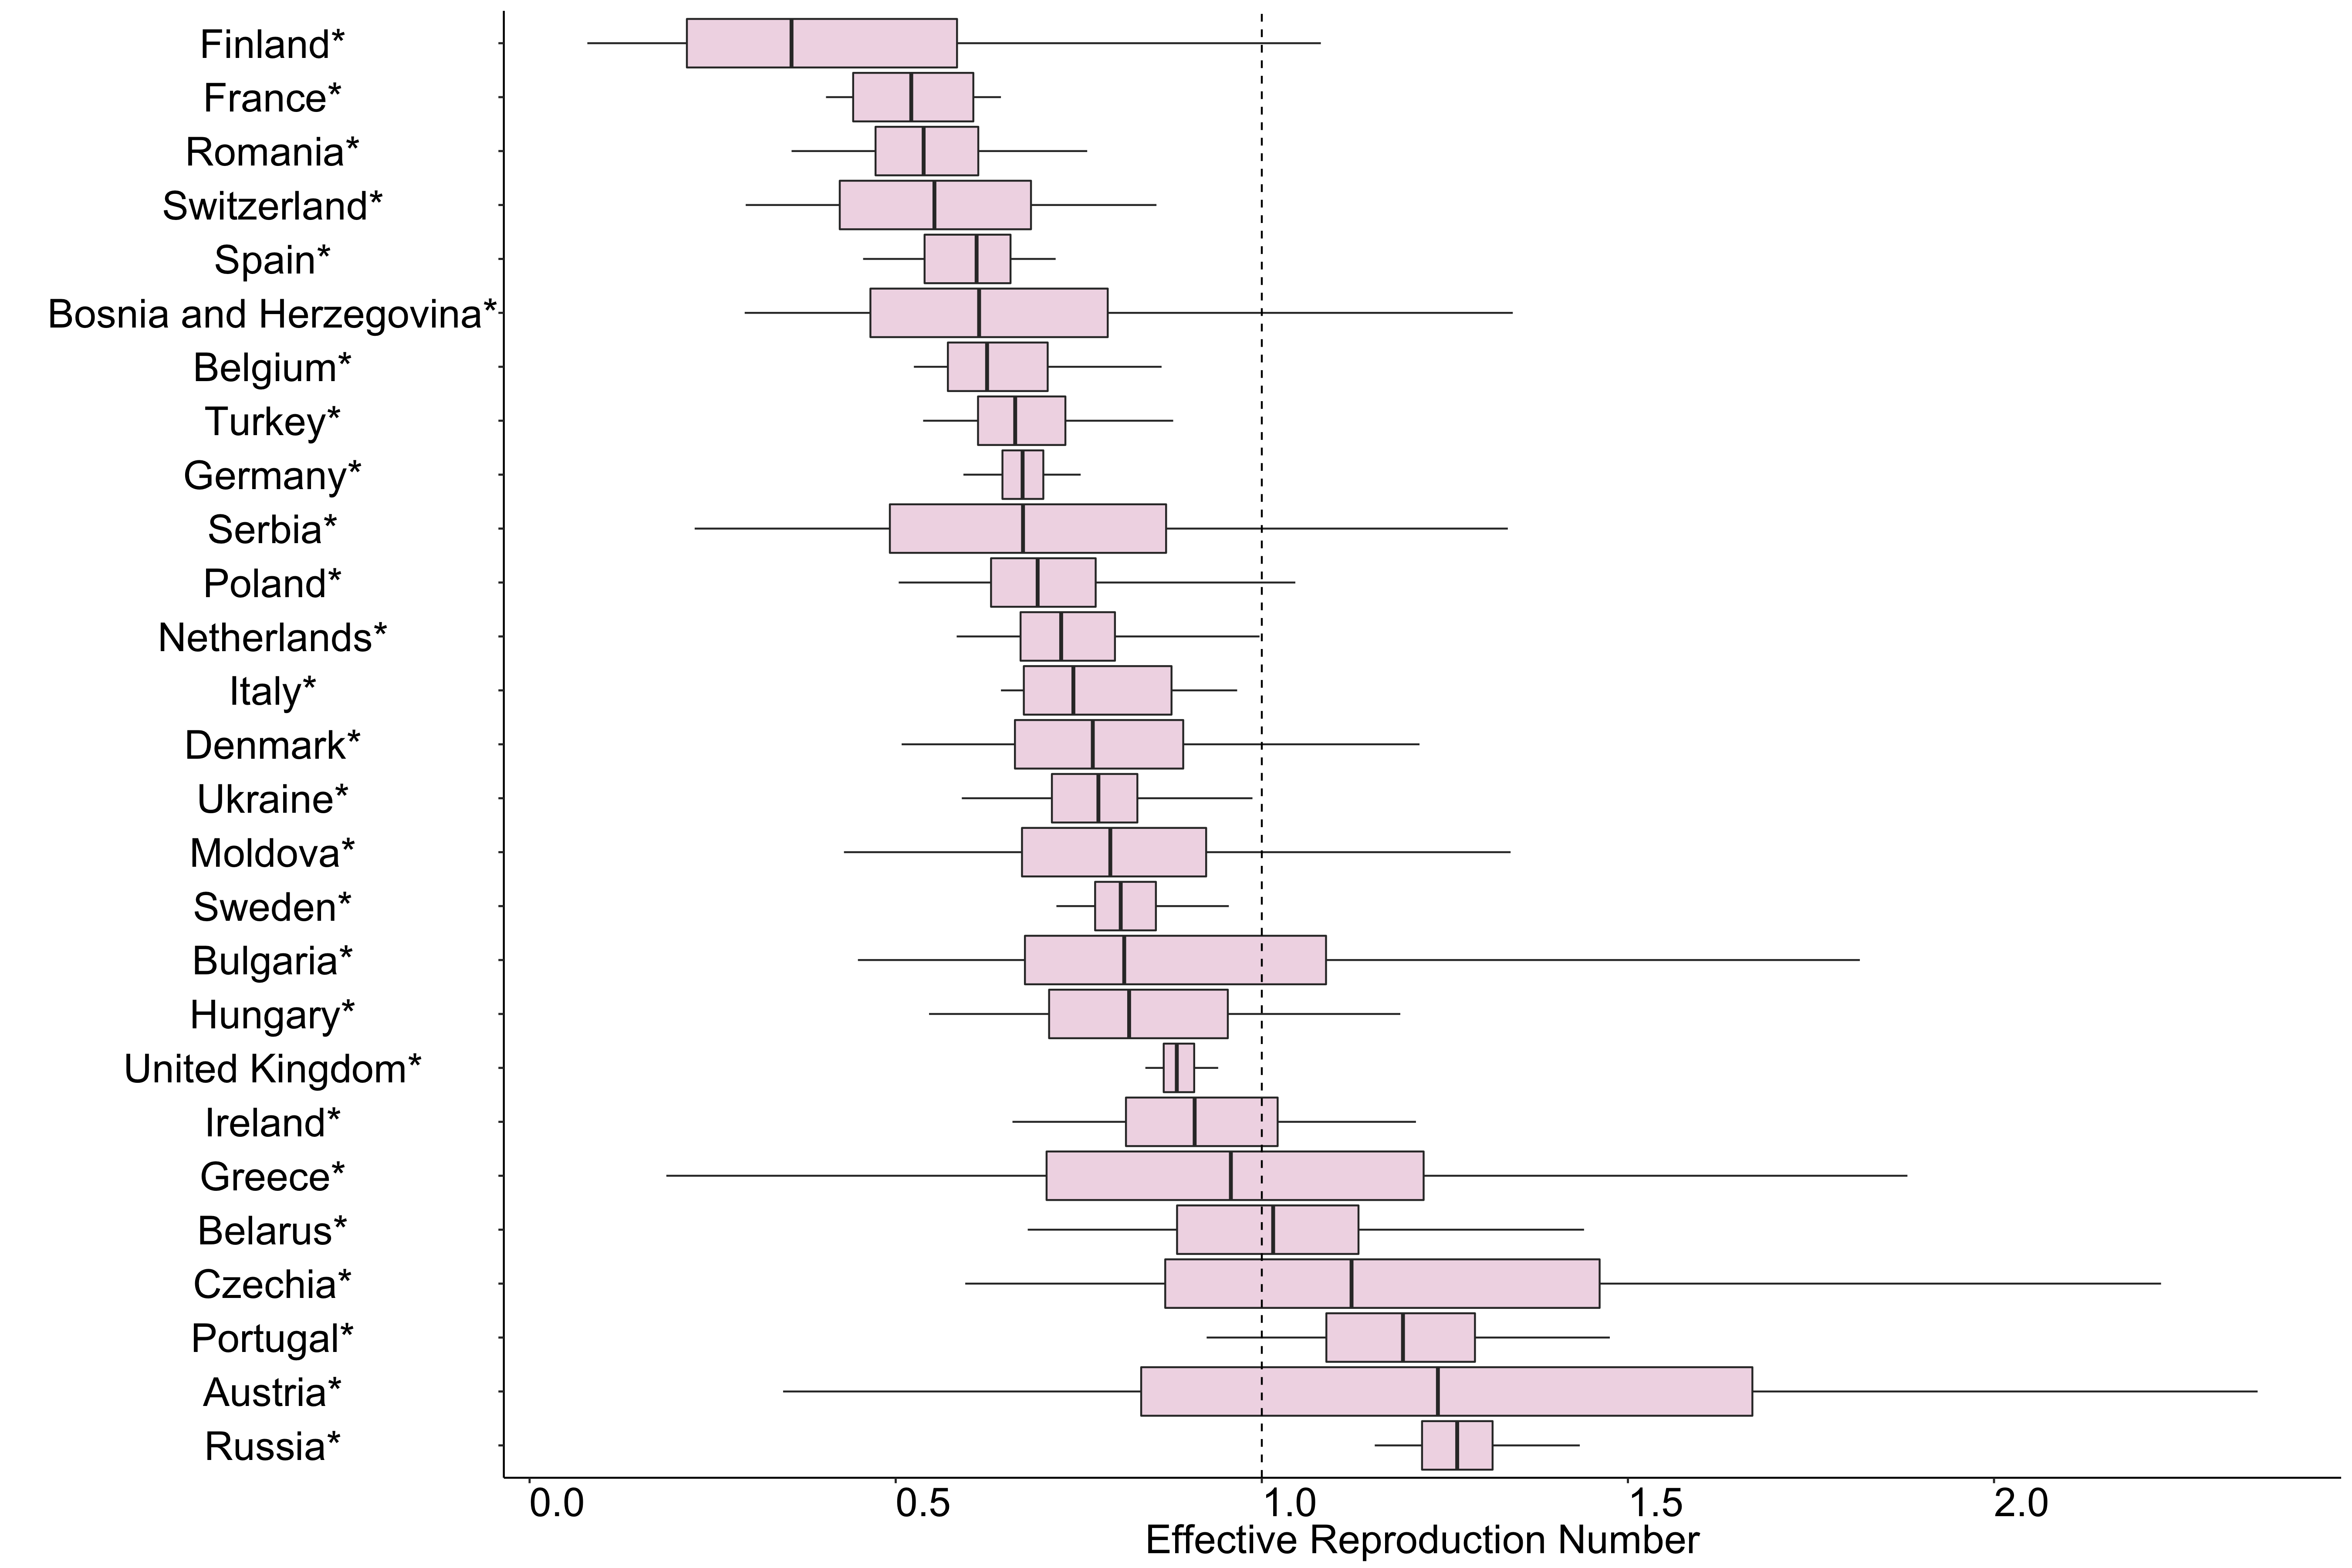 Finland*
France*
Romania*
Switzerland*
Spain*
Bosnia and Herzegovina*
Belgium*
Turkey*
Germany*
Serbia*
Poland*
Netherlands*
Italy*
Denmark*
Ukraine*
Moldova*
Sweden*
Bulgaria*
Hungary*
United Kingdom*
Ireland*
Greece*
Belarus*
Czechia*
Portugal*
Austria*
Russia*
0.0 0.5 1.0 1.5 2.0
Effective Reproduction Number